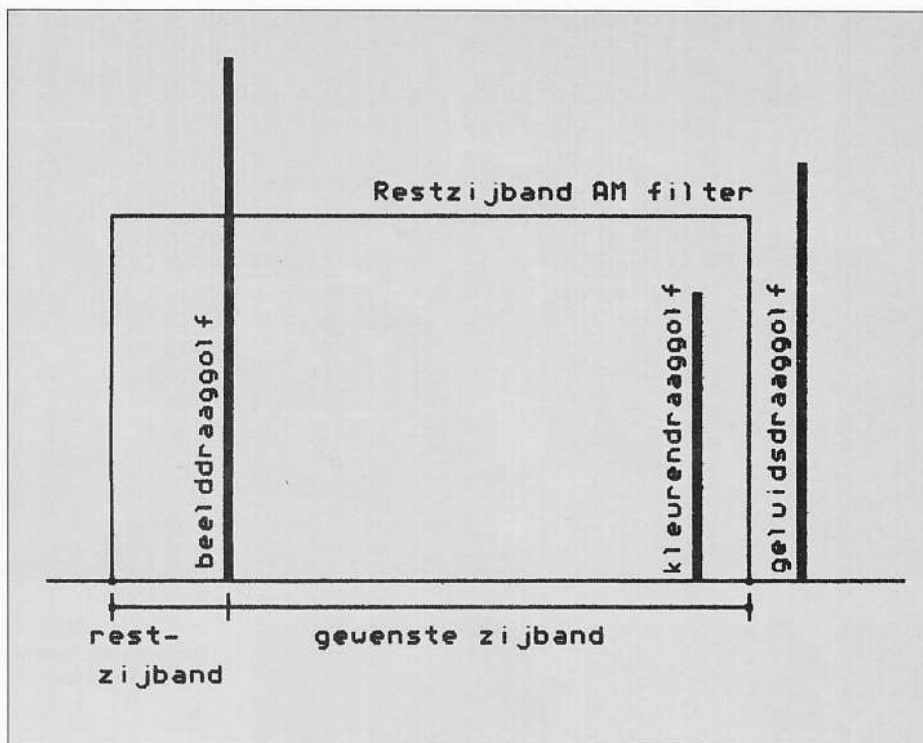 Restzijband AM filter
beelddraaggolf
kleurendraaggolf
geluidsdraaggolf
rest-
zijband
gewenste zijband